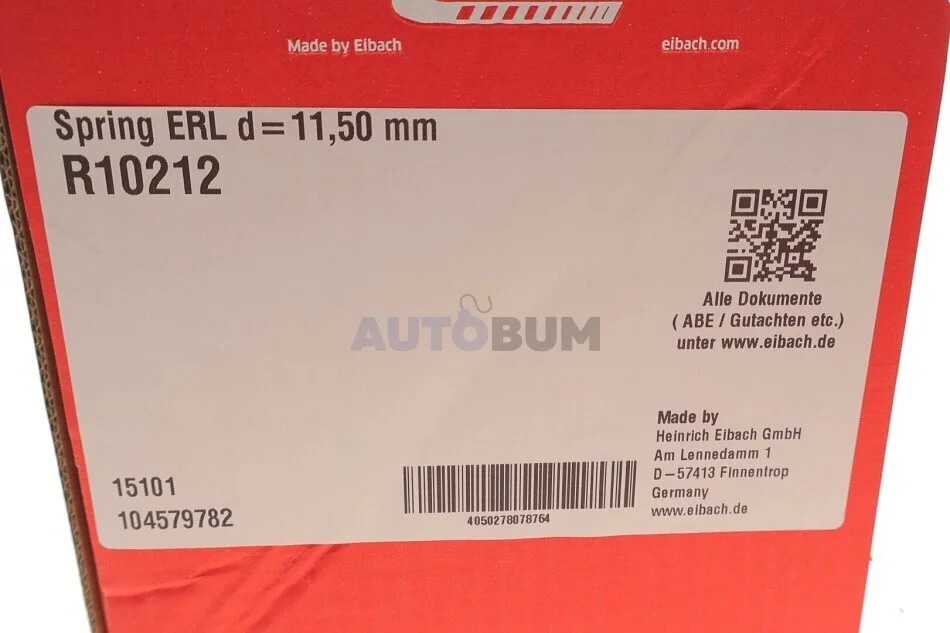 Made by Eibach
eibach.com
Spring ERL d=11,50 mm
R10212
Alle Dokumente
( ABE / Gutachten etc.)
unter www.eibach.de
AUTOBUM
Made by
Heinrich Eibach GmbH
Am Lennedamm 1
D-57413 Finnentrop
Germany
www.eibach.de
15101
104579782
4050278078764